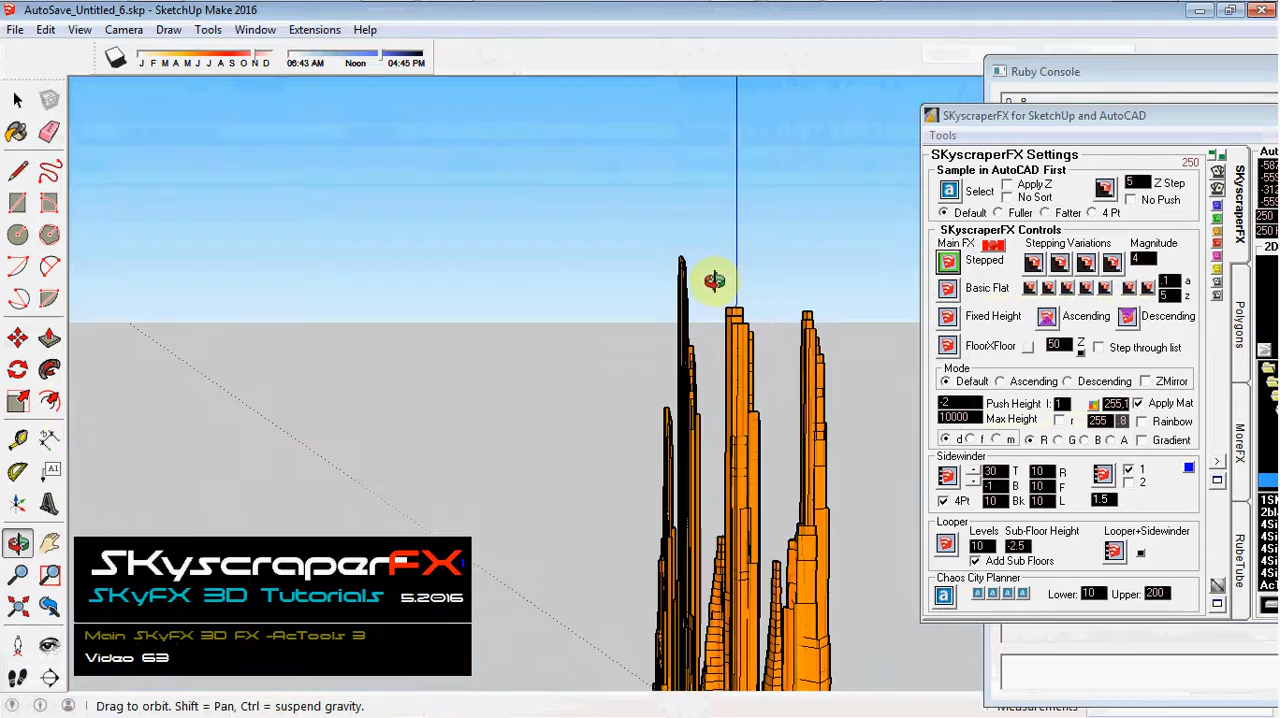 AutoSave_Untitled_6.skp - SketchUp Make 2016
File Edit View Camera Draw Tools Window Extensions Help
J F M A M J J A S O N D 06:43 AM Noon 04:45 PM
Ruby Console
SKyscraperFX for SketchUp and AutoCAD
Tools
SKyscraperFX Settings 250
Sample in AutoCAD First
a Select Apply Z 5 Z Step
No Sort No Push
Default Fuller Fatter 4 Pt
SKyscraperFX Controls
Main FX Stepping Variations Magnitude
Stepped 4
Basic Flat .1 a
5 z
Fixed Height Ascending Descending
FloorXFloor 50 Z Step through list
Mode
Default Ascending Descending ZMirror
-2 Push Height I: 1 255,1 Apply Mat
10000 Max Height r 255 .8 Rainbow
d f m R G B A Gradient
Sidewinder
30 T 10 R 1
-1 B 10 F 2
4Pt 10 Bk 10 L 1.5
Looper
Levels Sub-Floor Height Looper+Sidewinder
10 -2.5
Add Sub Floors
Chaos City Planner
a Lower: 10 Upper: 200
SKyscraperFX
Polygons
MoreFX
RubeTube
SKyscraperFX
SKyFX 3D Tutorials 5.2016
Main SKyFX 3D FX -AcTools 3
Video 63
Drag to orbit. Shift = Pan, Ctrl = suspend gravity.
Measurements